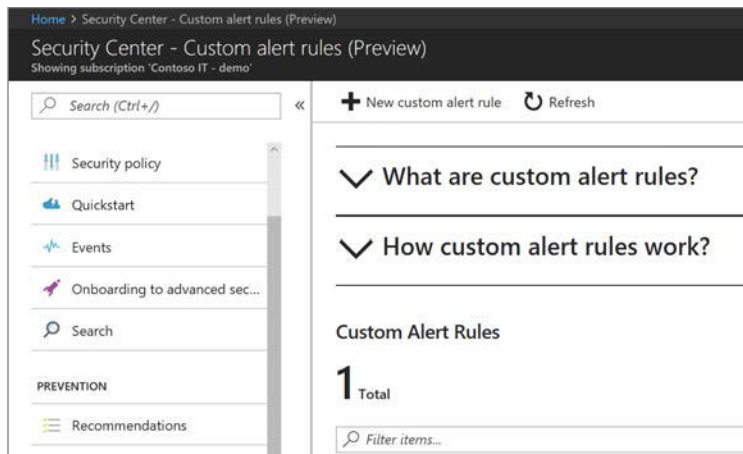 Home > Security Center - Custom alert rules (Preview)
Security Center - Custom alert rules (Preview)
Showing subscription 'Contoso IT - demo'
Search (Ctrl+/)
«
New custom alert rule
Refresh
Security policy
Quickstart
Events
Onboarding to advanced sec...
Search
PREVENTION
Recommendations
What are custom alert rules?
How custom alert rules work?
Custom Alert Rules
1 Total
Filter items...